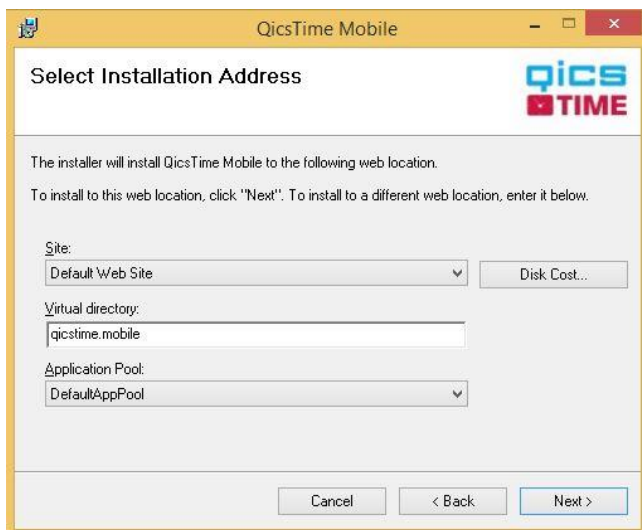 QicsTime Mobile
Select Installation Address
QICS
TIME
The installer will install QicsTime Mobile to the following web location.
To install to this web location, click "Next". To install to a different web location, enter it below.
Site:
Default Web Site
Disk Cost...
Virtual directory:
qicstime.mobile
Application Pool:
DefaultAppPool
Cancel
< Back
Next >